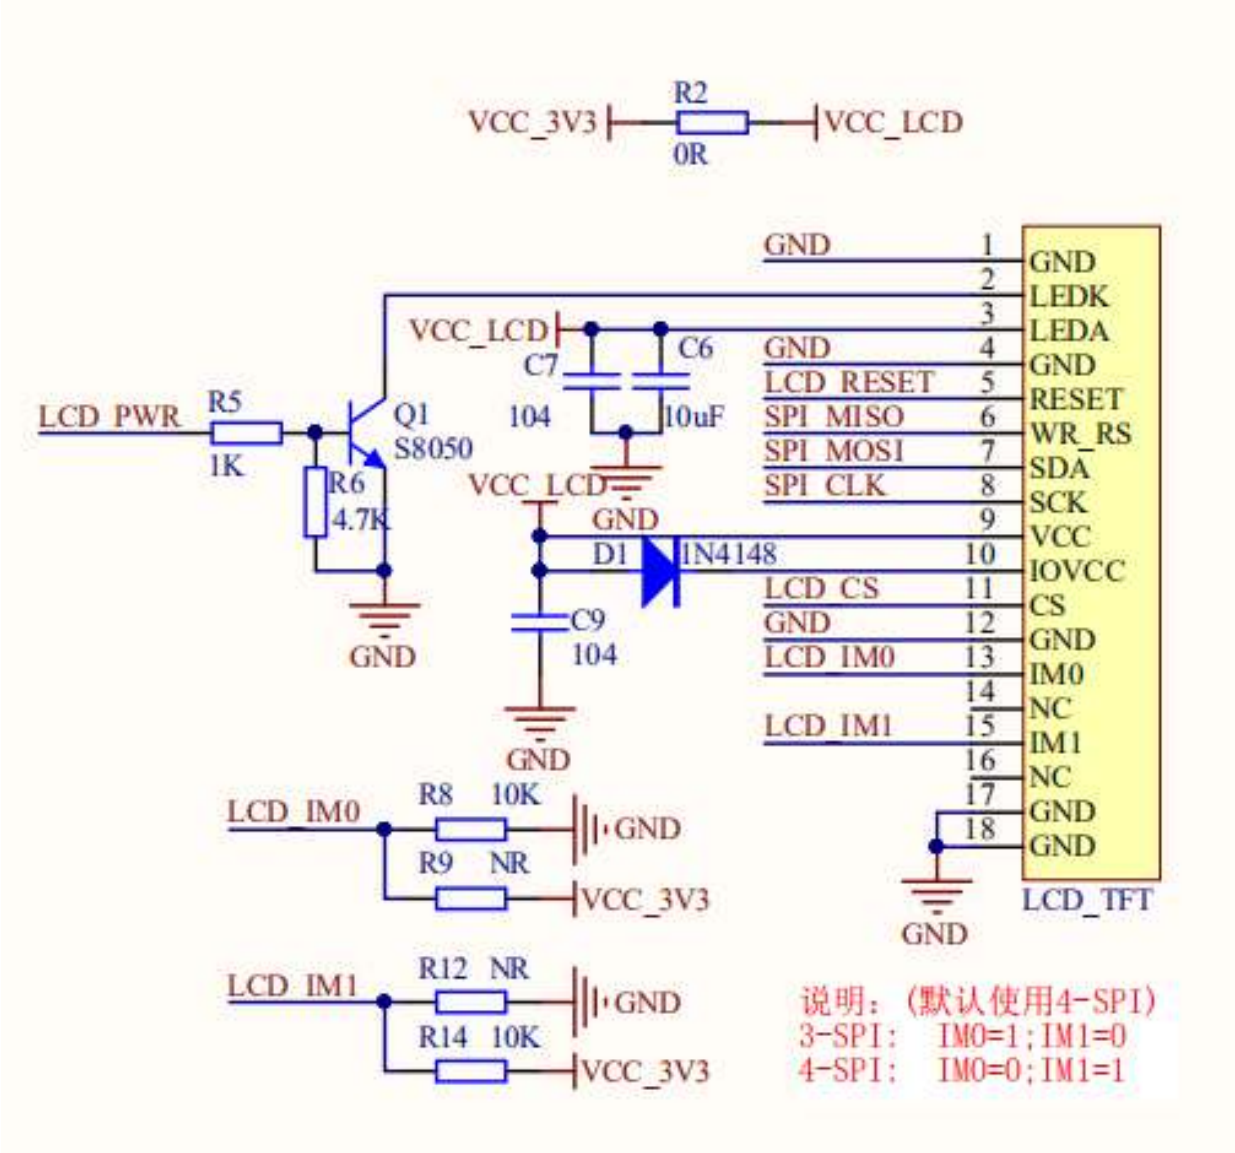 R2
VCC_3V3
VCC_LCD
0R
GND
1
GND
2
LEDK
VCC_LCD
3
LEDA
C7
C6
104
10uF
GND
GND
4
GND
LCD_RESET
5
RESET
SPI_MISO
6
WR_RS
SPI_MOSI
7
SDA
SPI_CLK
8
SCK
LCD_PWR
R5
1K
Q1
S8050
R6
4.7K
GND
VCC_LCD
9
VCC
D1
1N4148
10
IOVCC
C9
104
GND
LCD_CS
11
CS
GND
12
GND
LCD_IM0
13
IM0
14
NC
LCD_IM1
15
IM1
16
NC
17
GND
18
GND
GND
LCD_TFT
LCD_IM0
R8 10K
GND
R9 NR
VCC_3V3
LCD_IM1
R12 NR
GND
R14 10K
VCC_3V3
说明：(默认使用4-SPI)
3-SPI: IM0=1;IM1=0
4-SPI: IM0=0;IM1=1